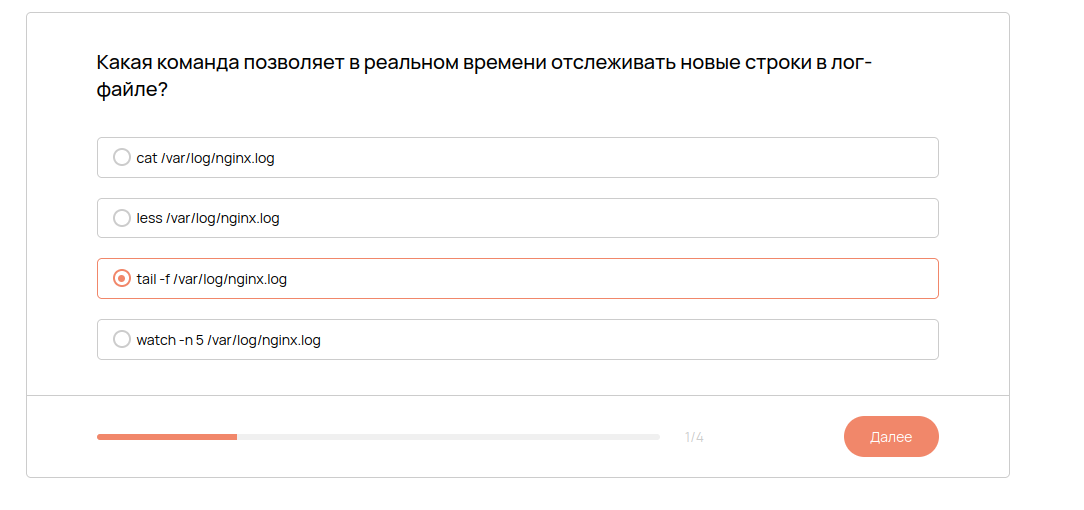 Какая команда позволяет в реальном времени отслеживать новые строки в лог-
файле?
cat /var/log/nginx.log
less /var/log/nginx.log
tail -f /var/log/nginx.log
watch -n 5 /var/log/nginx.log
1/4
Далее